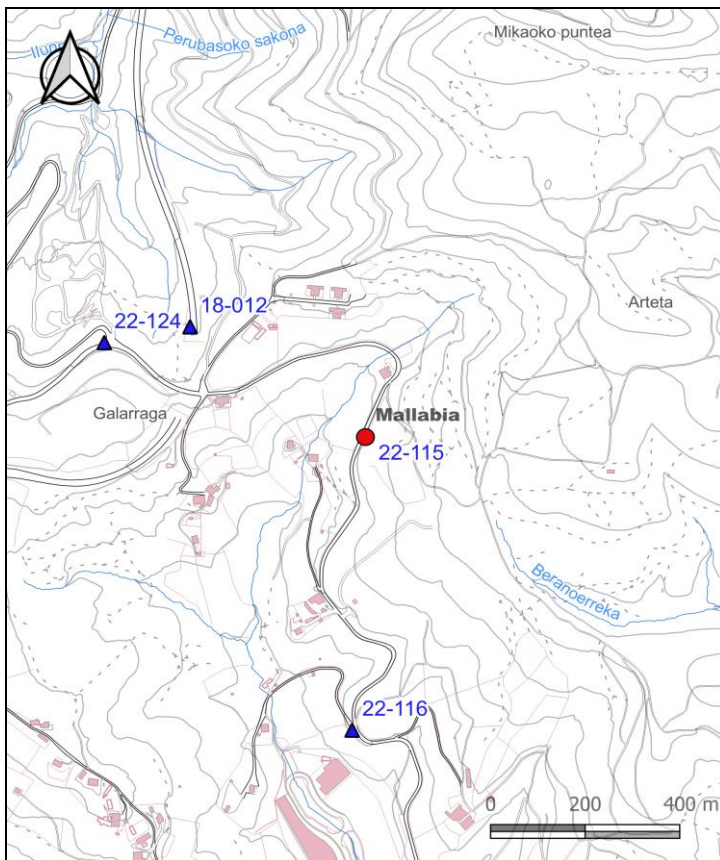 Mikaoko puntea
Perubasoko sakona
18-012
22-124
Arteta
Galarraga
Mallabia
22-115
Beranoerreka
22-116
0 200 400 m